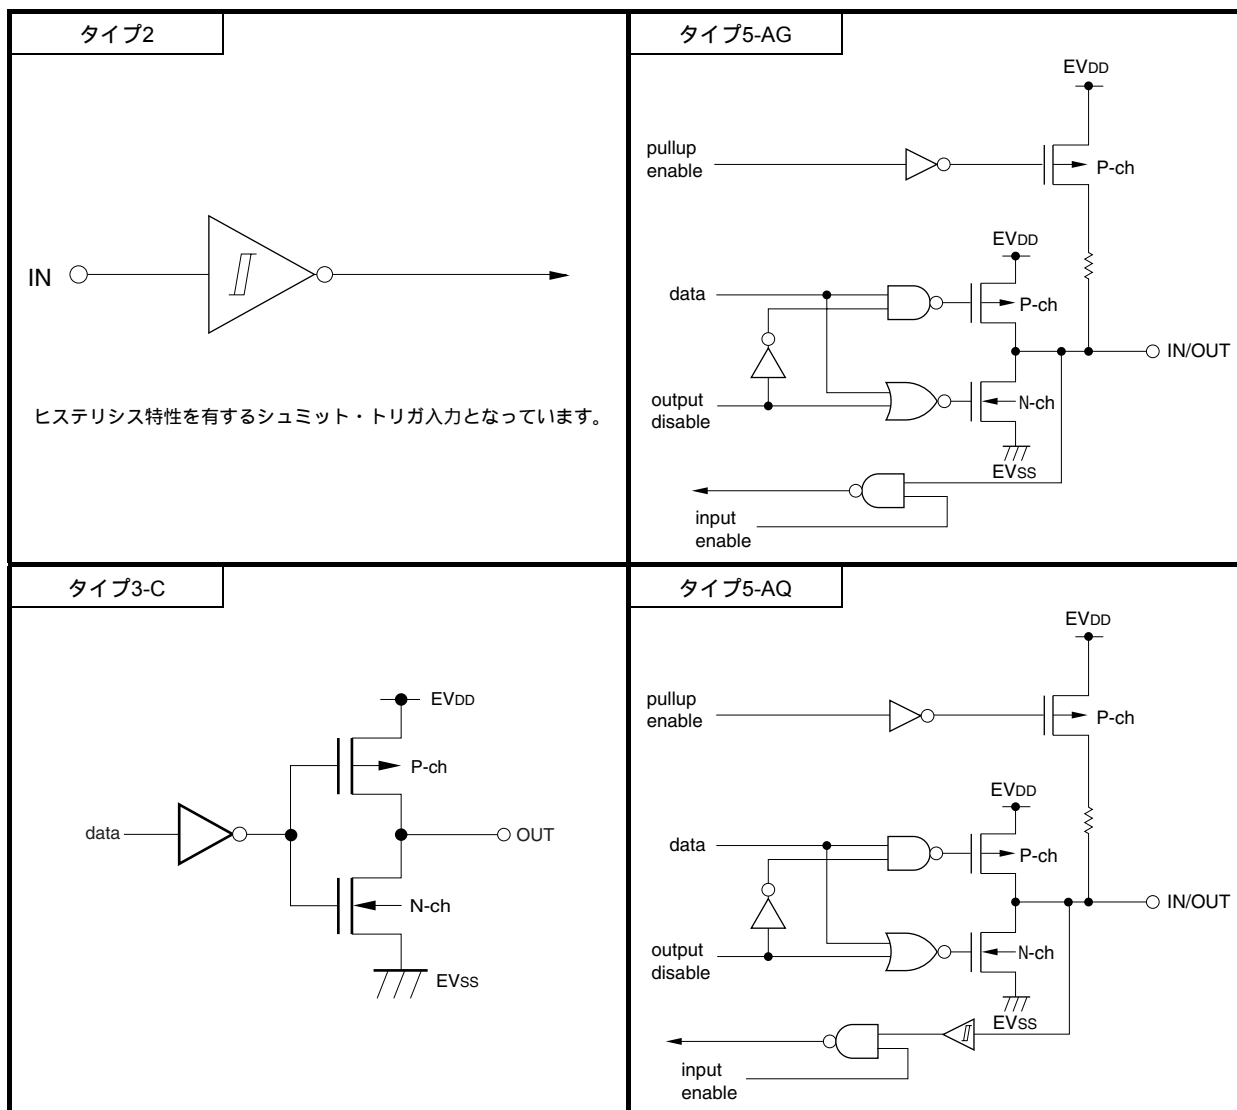 タイプ2
IN
ヒステリシス特性を有するシュミット・トリガ入力となっています。
タイプ5-AG
EVDD
pullup
enable
P-ch
EVDD
data
P-ch
IN/OUT
output
disable
N-ch
EVSS
input
enable
タイプ3-C
EVDD
P-ch
data
OUT
N-ch
EVSS
タイプ5-AQ
EVDD
pullup
enable
P-ch
EVDD
data
P-ch
IN/OUT
output
disable
N-ch
EVSS
input
enable